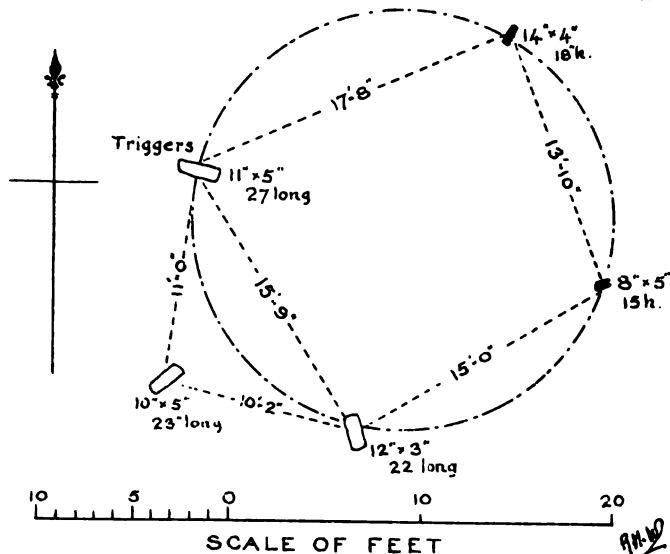 14"×4"
18"h.
17'-8"
Triggers
11"×5"
27 long
13'-10"
11'-0"
15'-9"
8"×5"
15h.
15'-0"
10"×5"
23"long
10'-2"
12"×3"
22 long
10 5 0 10 20
SCALE OF FEET